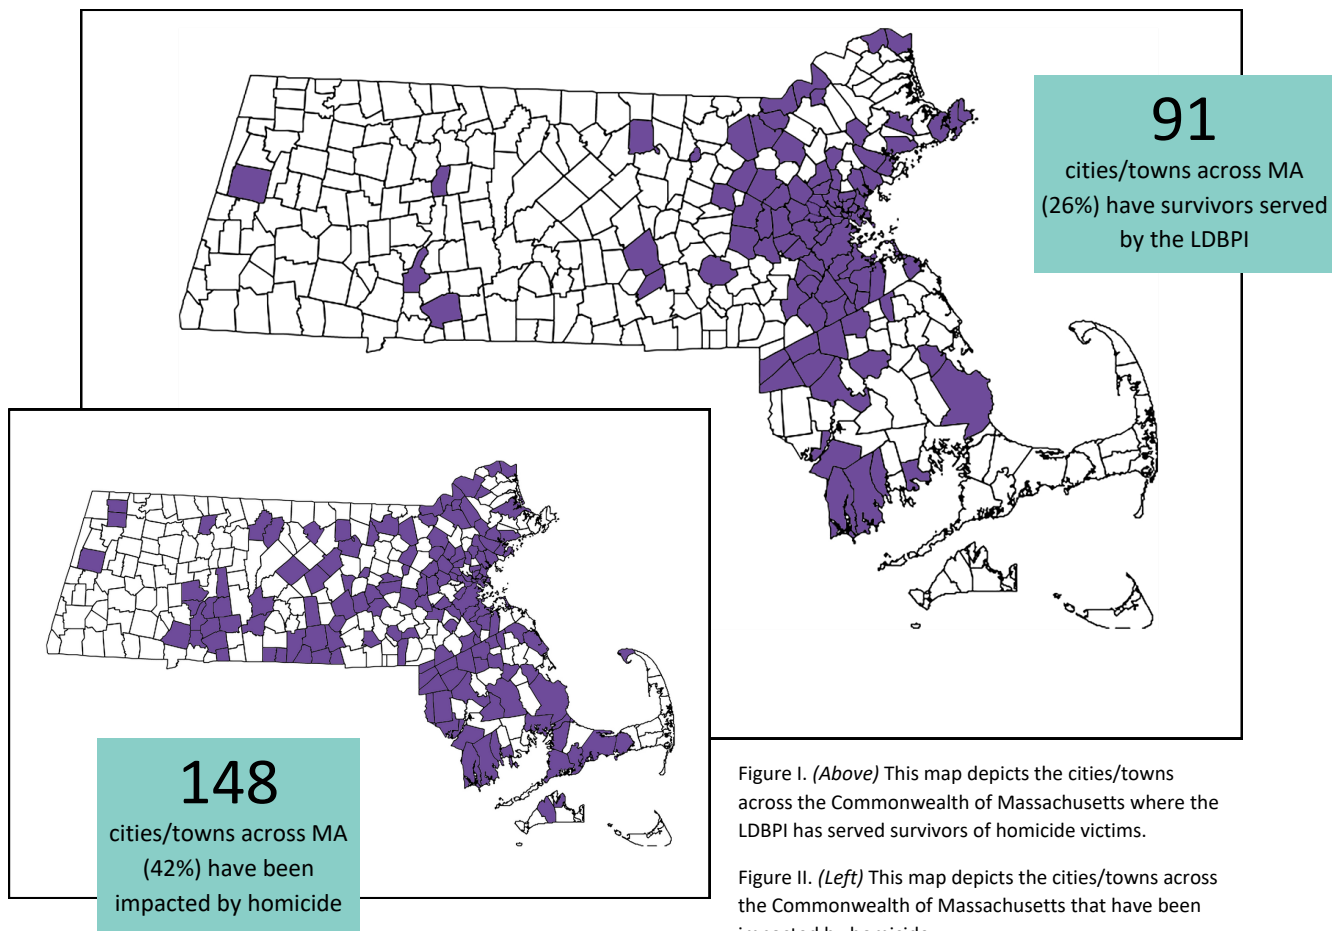 91
cities/towns across MA
(26%) have survivors served
by the LDBPI
148
cities/towns across MA
(42%) have been
impacted by homicide
Figure I. (Above) This map depicts the cities/towns
across the Commonwealth of Massachusetts where the
LDBPI has served survivors of homicide victims.
Figure II. (Left) This map depicts the cities/towns across
the Commonwealth of Massachusetts that have been
impacted by homicide